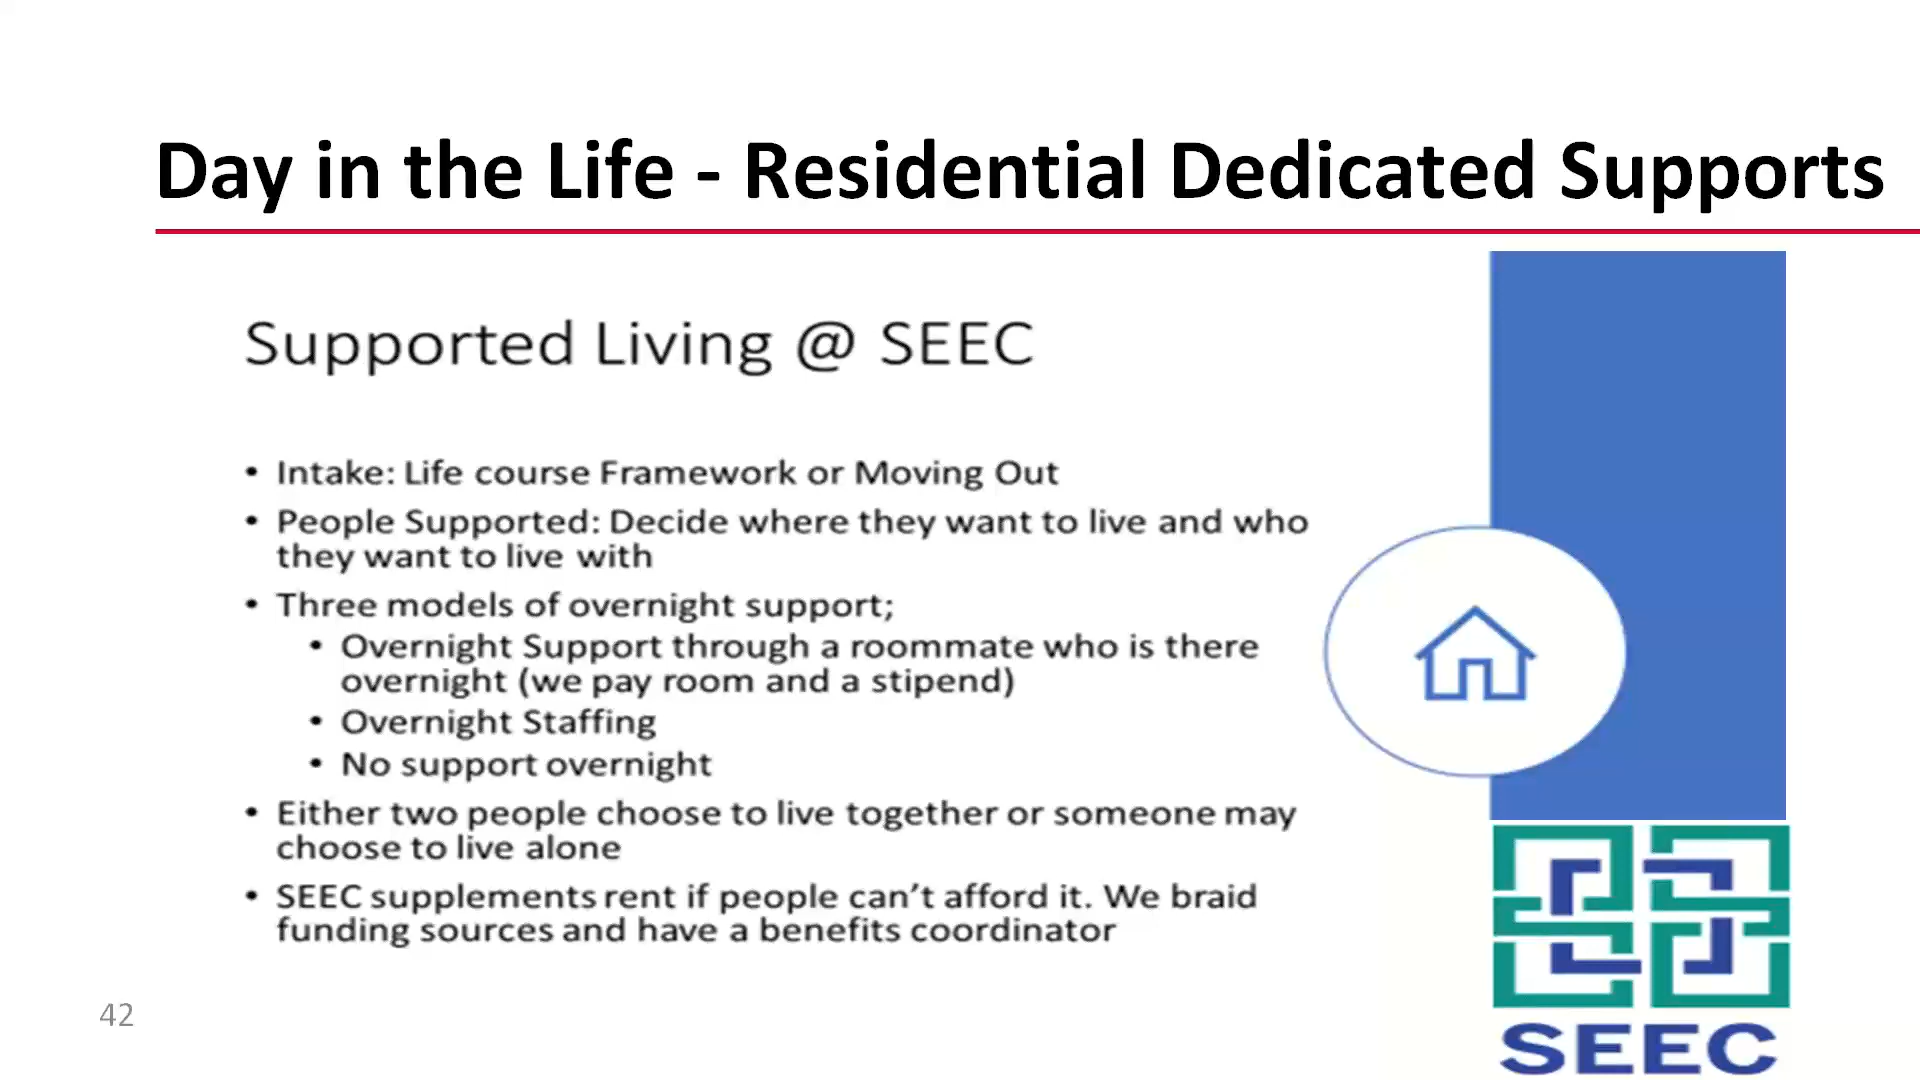 Day in the Life - Residential Dedicated Supports
Supported Living @ SEEC
• Intake: Life course Framework or Moving Out
• People Supported: Decide where they want to live and who
they want to live with
• Three models of overnight support;
• Overnight Support through a roommate who is there
overnight (we pay room and a stipend)
• Overnight Staffing
• No support overnight
• Either two people choose to live together or someone may
choose to live alone
• SEEC supplements rent if people can’t afford it. We braid
funding sources and have a benefits coordinator
42
SEEC